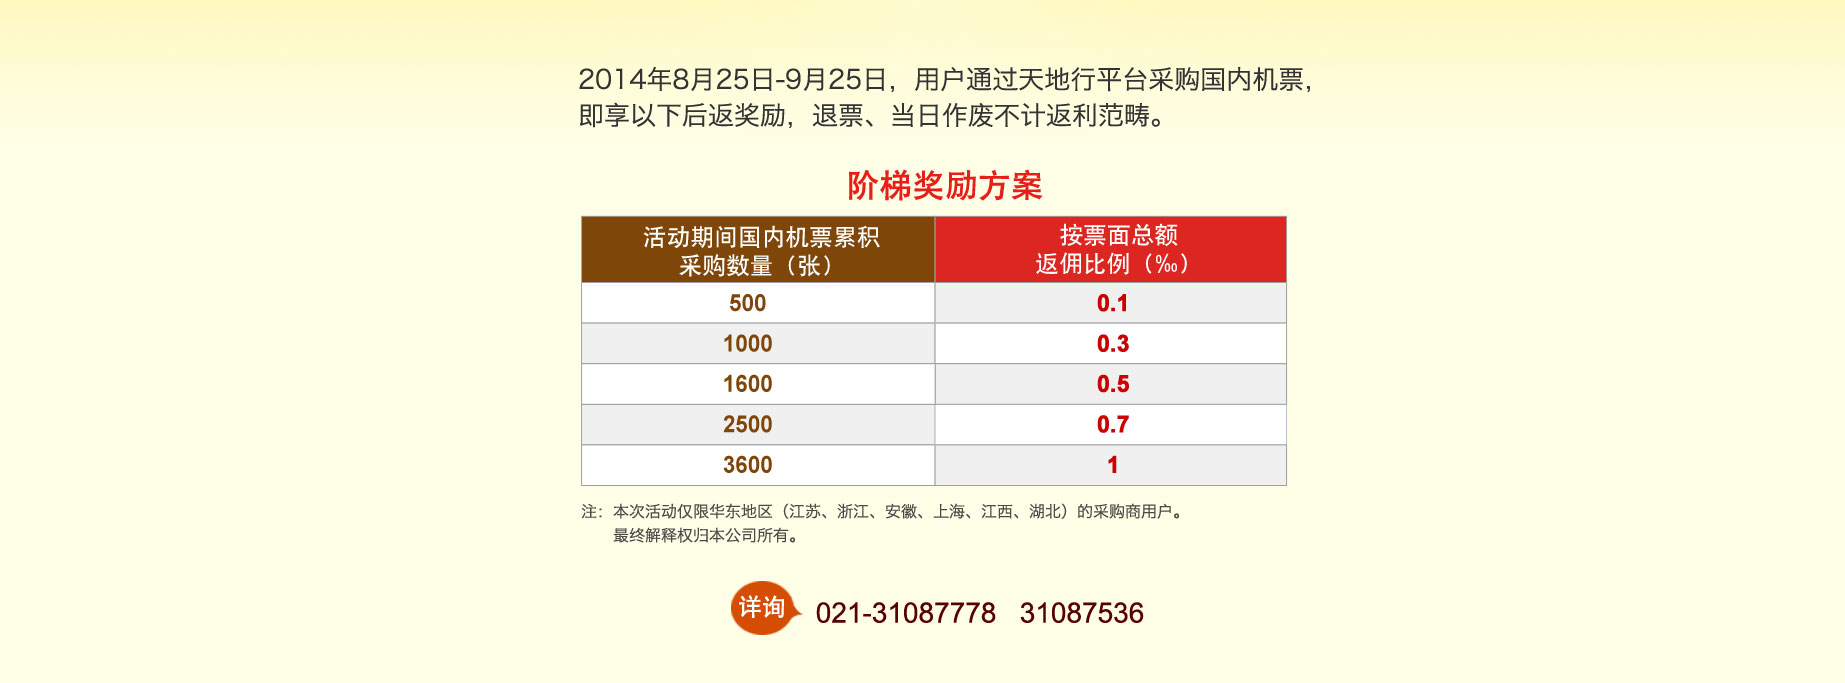 2014年8月25日-9月25日，用户通过天地行平台采购国内机票，
即享以下后返奖励，退票、当日作废不计返利范畴。
阶梯奖励方案
活动期间国内机票累积
采购数量（张）
按票面总额
返佣比例（‰）
500 0.1
1000 0.3
1600 0.5
2500 0.7
3600 1
注：本次活动仅限华东地区（江苏、浙江、安徽、上海、江西、湖北）的采购商用户。
最终解释权归本公司所有。
详询 021-31087778 31087536